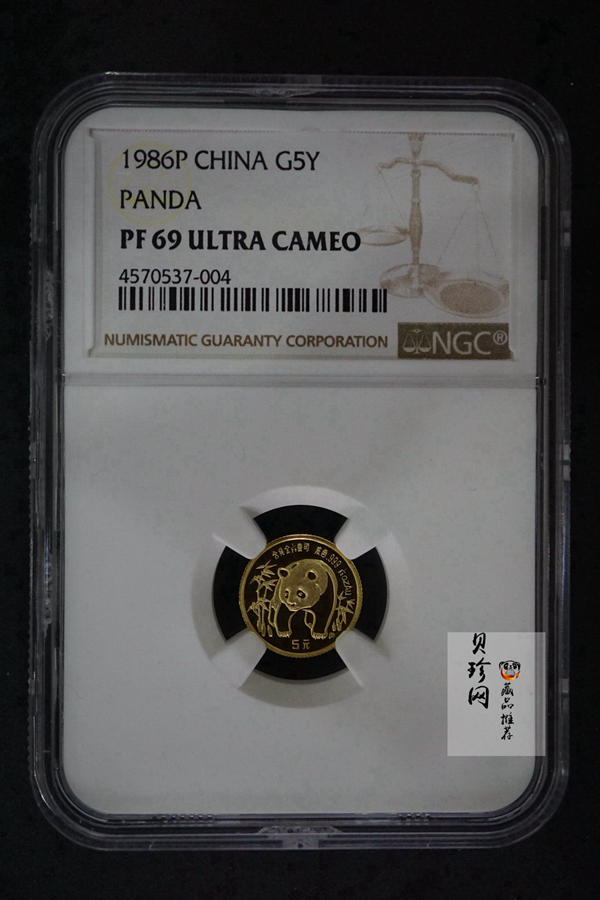 1986P CHINA G5Y
PANDA
PF 69 ULTRA CAMEO
4570537-004
NUMISMATIC GUARANTY CORPORATION
NGC®
.999
5元
贝珍网
藏品推荐